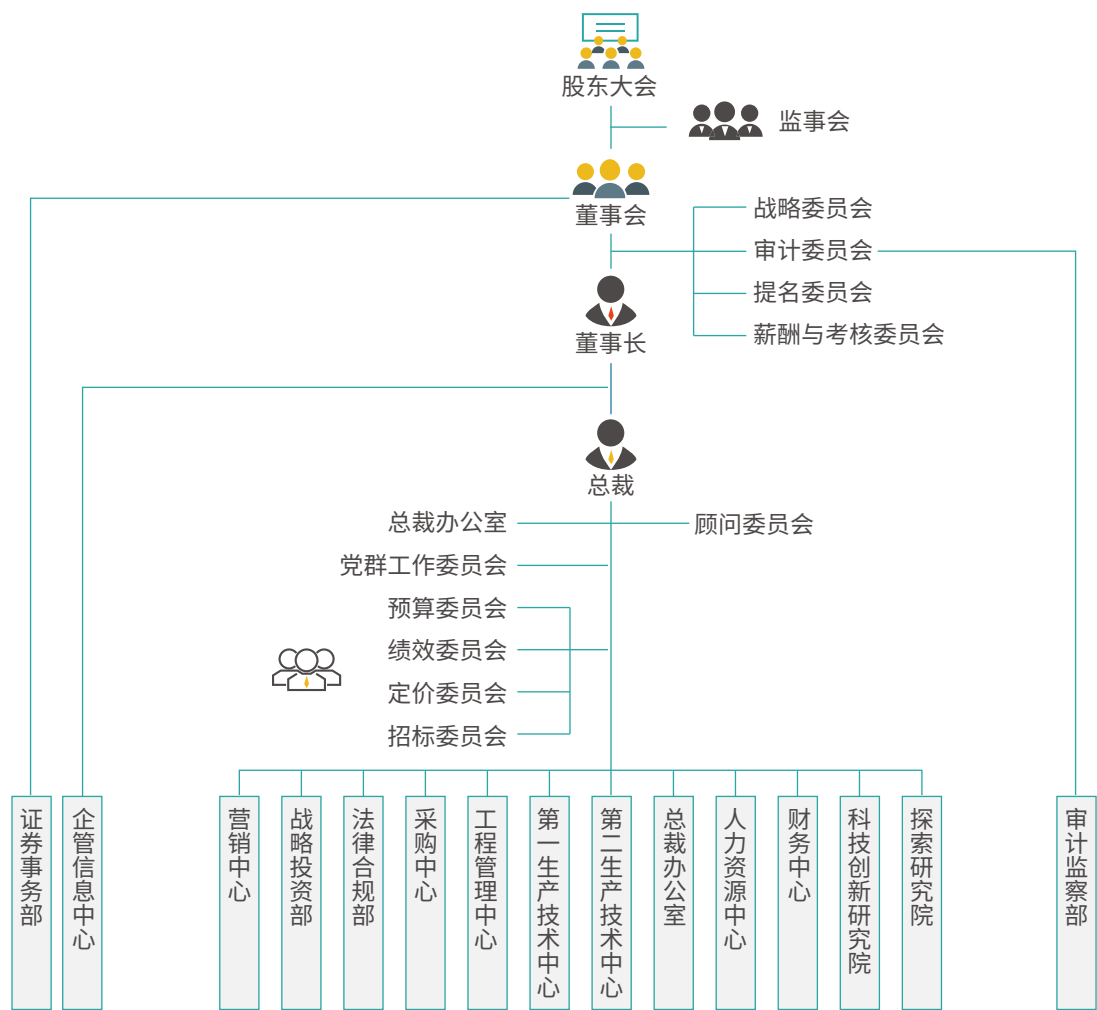 股东大会
监事会
董事会
战略委员会
审计委员会
提名委员会
薪酬与考核委员会
董事长
总裁
总裁办公室
顾问委员会
党群工作委员会
预算委员会
绩效委员会
定价委员会
招标委员会
证券事务部
企管信息中心
营销中心
战略投资部
法律合规部
采购中心
工程管理中心
第一生产技术中心
第二生产技术中心
总裁办公室
人力资源中心
财务中心
科技创新研究院
探索研究院
审计监察部